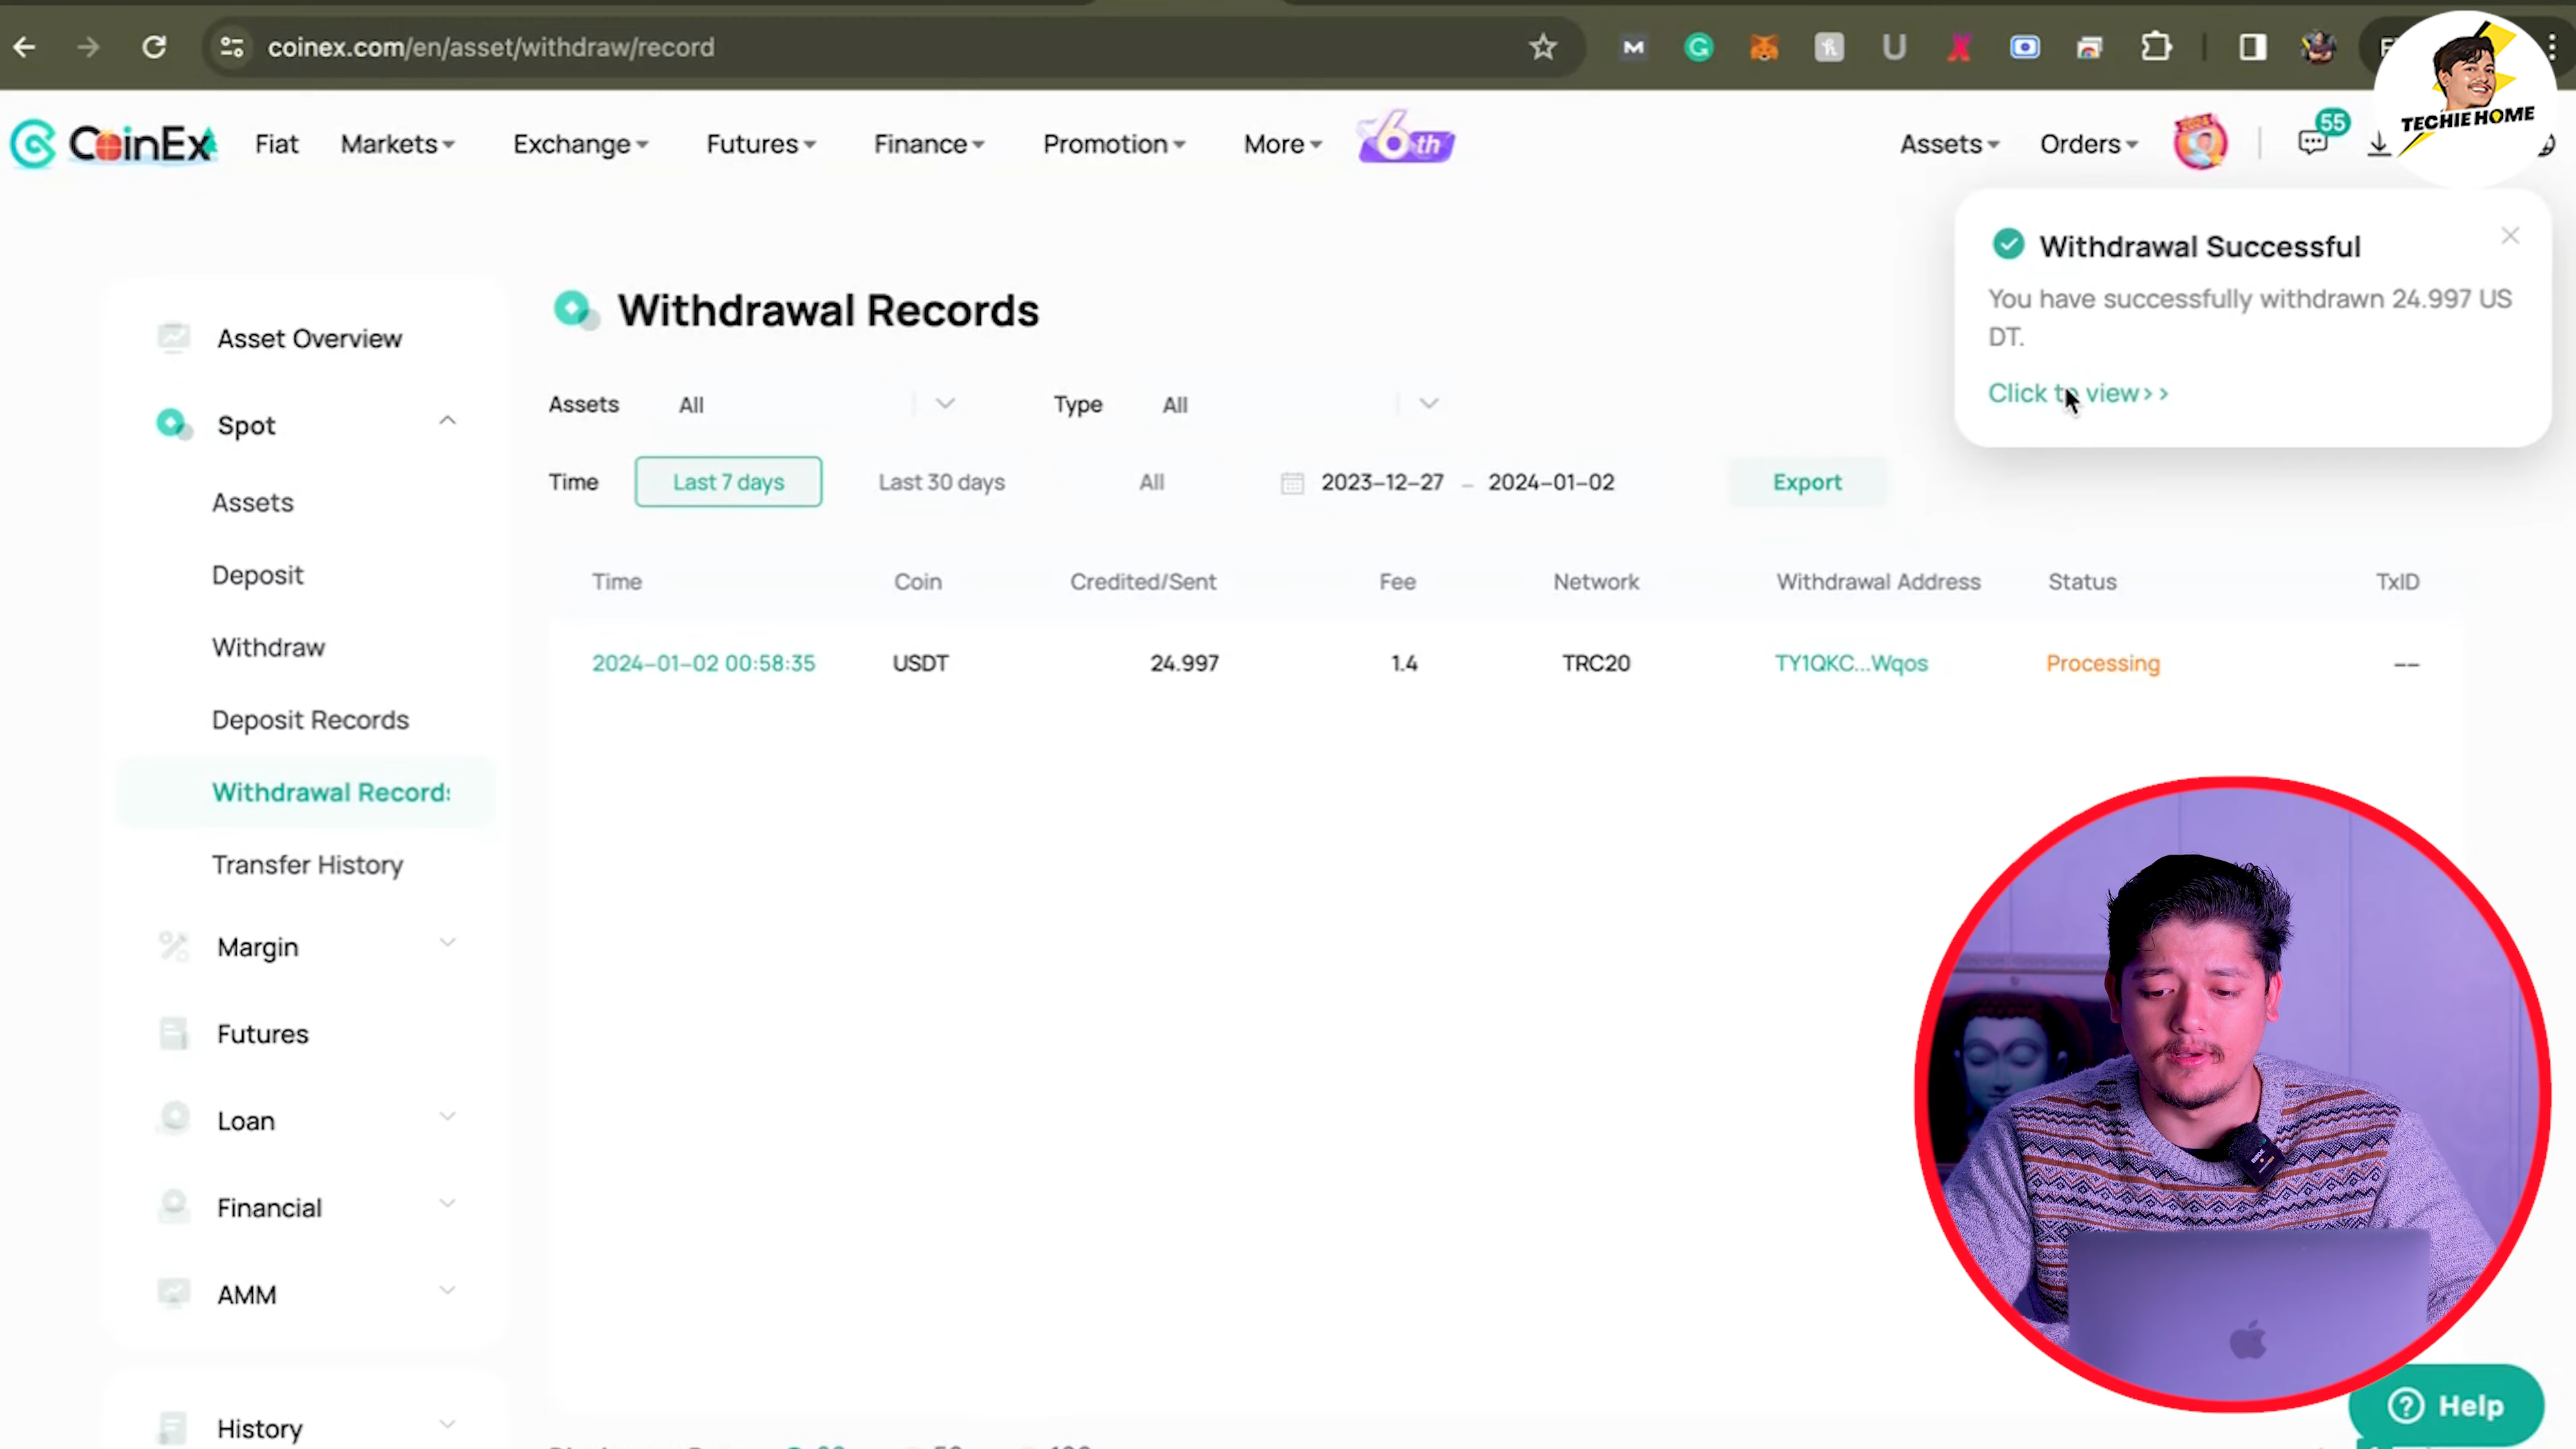 coinex.com/en/asset/withdraw/record
TECHIE HOME
CoinEx Fiat Markets Exchange Futures Finance Promotion More 6th Assets Orders 55
Withdrawal Successful
You have successfully withdrawn 24.997 US
DT.
Click to view>>
Withdrawal Records
Assets All Type All
Time Last 7 days Last 30 days All 2023-12-27 – 2024-01-02 Export
Time Coin Credited/Sent Fee Network Withdrawal Address Status TxID
2024-01-02 00:58:35 USDT 24.997 1.4 TRC20 TY1QKC...Wqos Processing --
Asset Overview
Spot
Assets
Deposit
Withdraw
Deposit Records
Withdrawal Records
Transfer History
Margin
Futures
Loan
Financial
AMM
History
Help